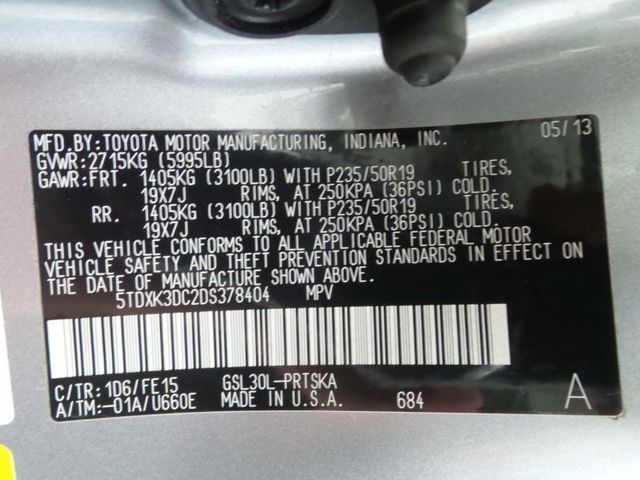 MFD.BY: TOYOTA MOTOR MANUFACTURING, INDIANA, INC. 05/13
GVWR: 2715KG (5995LB)
GAWR: FRT. 1405KG (3100LB) WITH P235/50R19 TIRES,
19X7J RIMS, AT 250KPA (36PSI) COLD.
RR. 1405KG (3100LB) WITH P235/50R19 TIRES,
19X7J RIMS, AT 250KPA (36PSI) COLD.
THIS VEHICLE CONFORMS TO ALL APPLICABLE FEDERAL MOTOR
VEHICLE SAFETY AND THEFT PREVENTION STANDARDS IN EFFECT ON
THE DATE OF MANUFACTURE SHOWN ABOVE.
5TDXK3DC2DS378404 MPV
C/TR: 1D6/FE15 GSL30L-PRTSKA
A/TM:-01A/U660E MADE IN U.S.A. 684 A